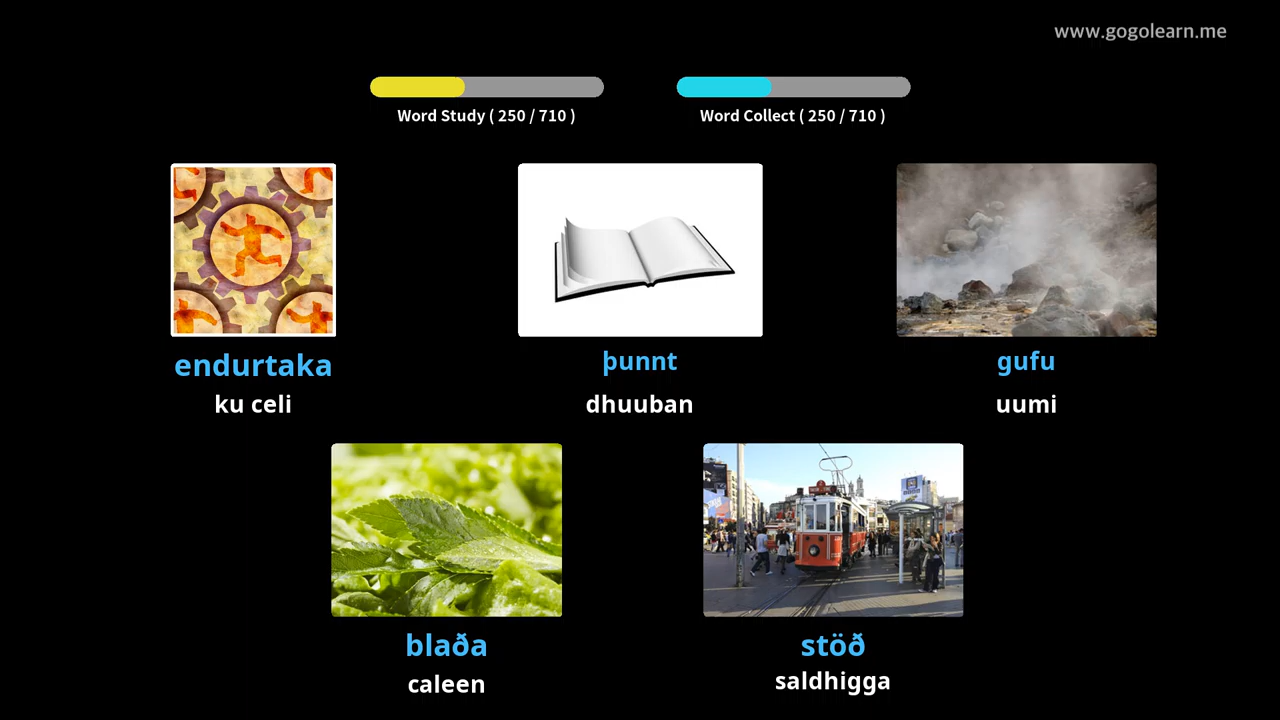 www.gogolearn.me
Word Study ( 250 / 710 )
Word Collect ( 250 / 710 )
endurtaka
ku celi
þunnt
dhuuban
gufu
uumi
blaða
caleen
stöð
saldhigga